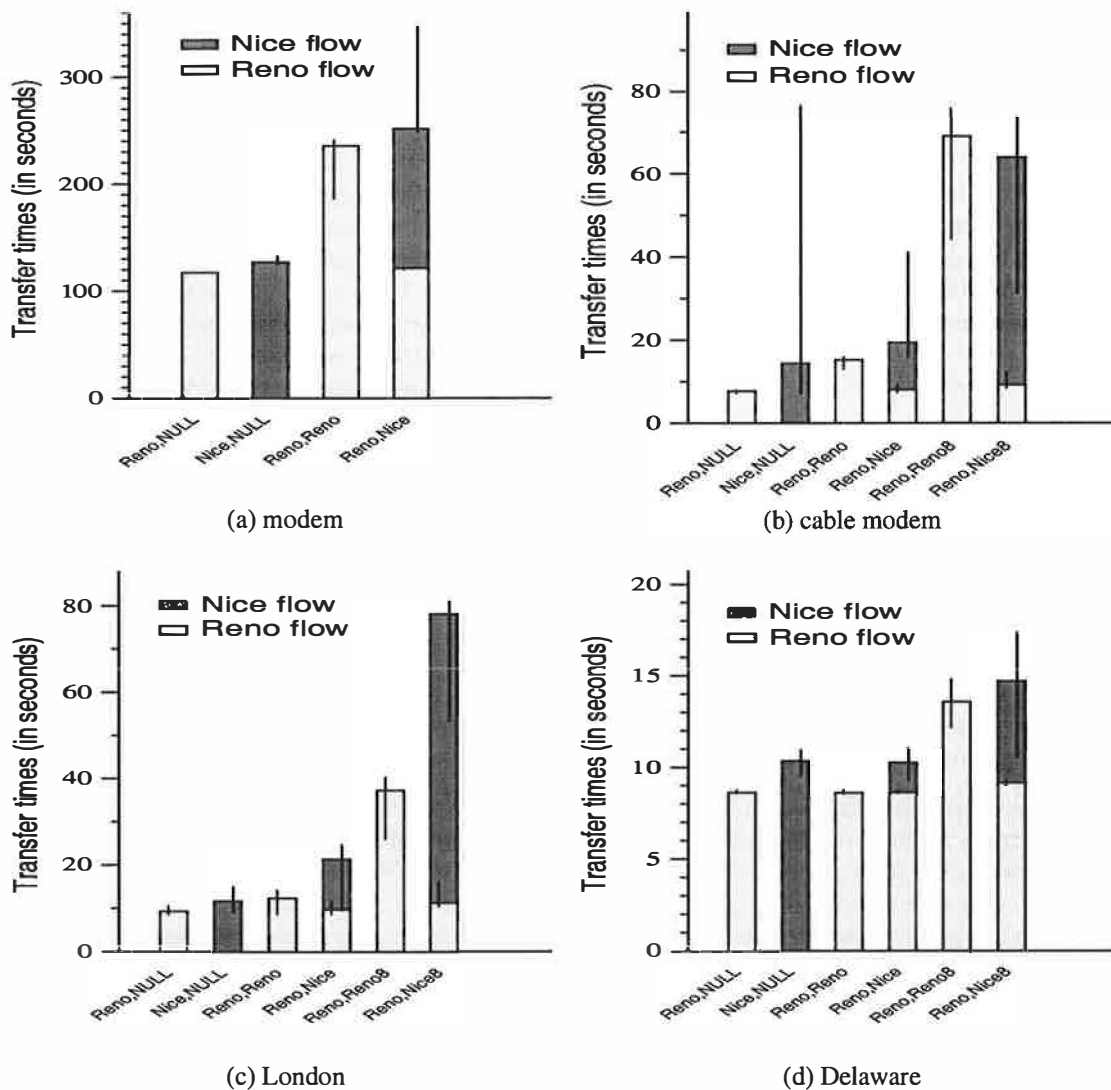 Transfer times (in seconds)
300
200
100
0
Nice flow
Reno flow
Reno,NULL
Nice,NULL
Reno,Reno
Reno,Nice
(a) modem
Transfer times (in seconds)
80
60
40
20
0
Nice flow
Reno flow
Reno,NULL
Nice,NULL
Reno,Reno
Reno,Nice
Reno,Reno8
Reno,Nice8
(b) cable modem
Transfer times (in seconds)
80
60
40
20
0
Nice flow
Reno flow
Reno,NULL
Nice,NULL
Reno,Reno
Reno,Nice
Reno,Reno8
Reno,Nice8
(c) London
Transfer times (in seconds)
20
15
10
5
0
Nice flow
Reno flow
Reno,NULL
Nice,NULL
Reno,Reno
Reno,Nice
Reno,Reno8
Reno,Nice8
(d) Delaware